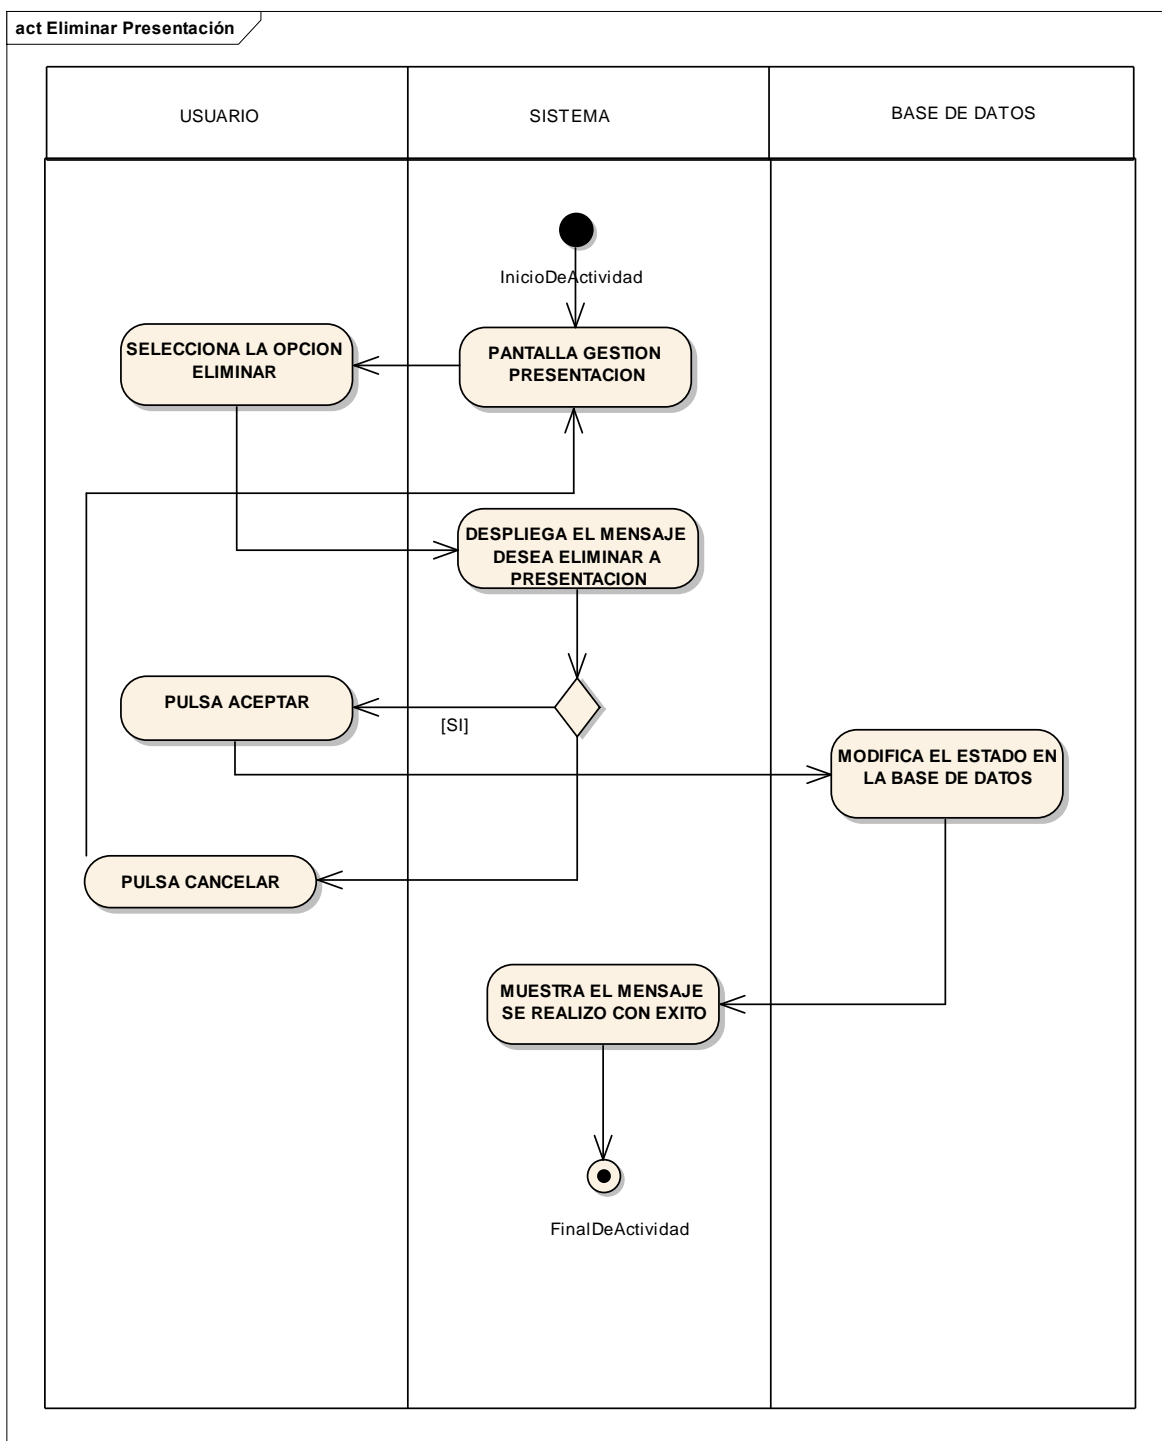 act Eliminar Presentación
USUARIO
SISTEMA
BASE DE DATOS
InicioDeActividad
SELECCIONA LA OPCION
ELIMINAR
PANTALLA GESTION
PRESENTACION
DESPLIEGA EL MENSAJE
DESEA ELIMINAR A
PRESENTACION
PULSA ACEPTAR
[SI]
MODIFICA EL ESTADO EN
LA BASE DE DATOS
PULSA CANCELAR
MUESTRA EL MENSAJE
SE REALIZO CON EXITO
FinalDeActividad